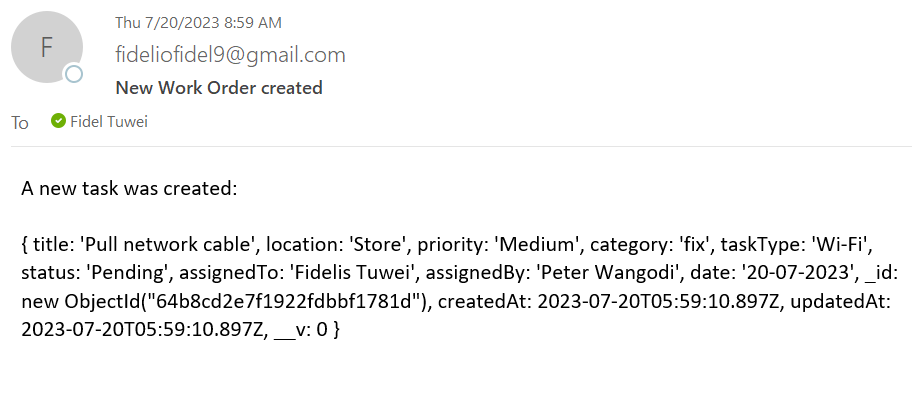 F
Thu 7/20/2023 8:59 AM
fideliofidel9@gmail.com
New Work Order created
To Fidel Tuwei
A new task was created:
{ title: 'Pull network cable', location: 'Store', priority: 'Medium', category: 'fix', taskType: 'Wi-Fi',
status: 'Pending', assignedTo: 'Fidelis Tuwei', assignedBy: 'Peter Wangodi', date: '20-07-2023', _id:
new ObjectId("64b8cd2e7f1922fdbbf1781d"), createdAt: 2023-07-20T05:59:10.897Z, updatedAt:
2023-07-20T05:59:10.897Z, __v: 0 }